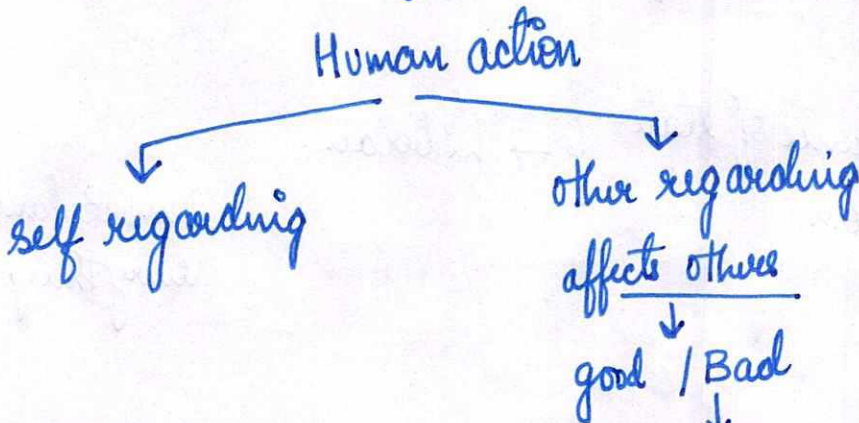 Human action
self regarding
other regarding
affects others
good / Bad